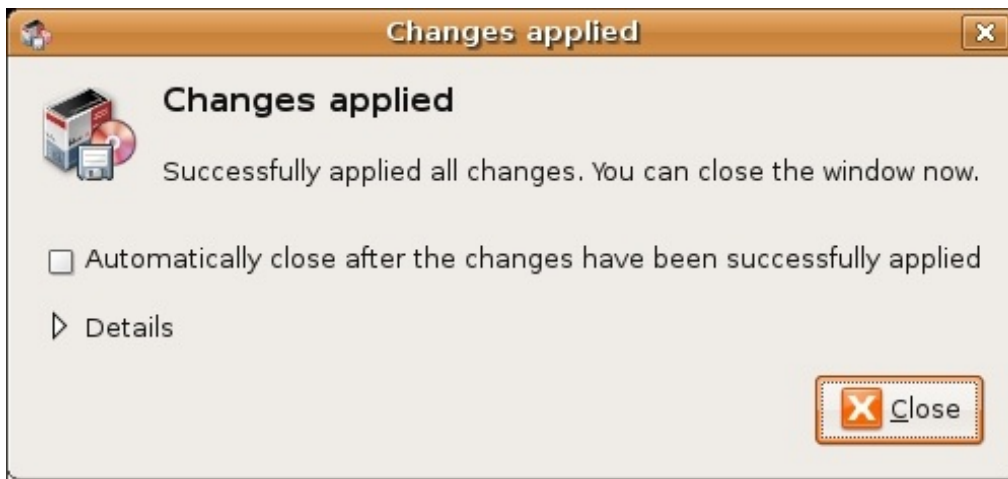 Changes applied
Changes applied
Successfully applied all changes. You can close the window now.
Automatically close after the changes have been successfully applied
Details
Close